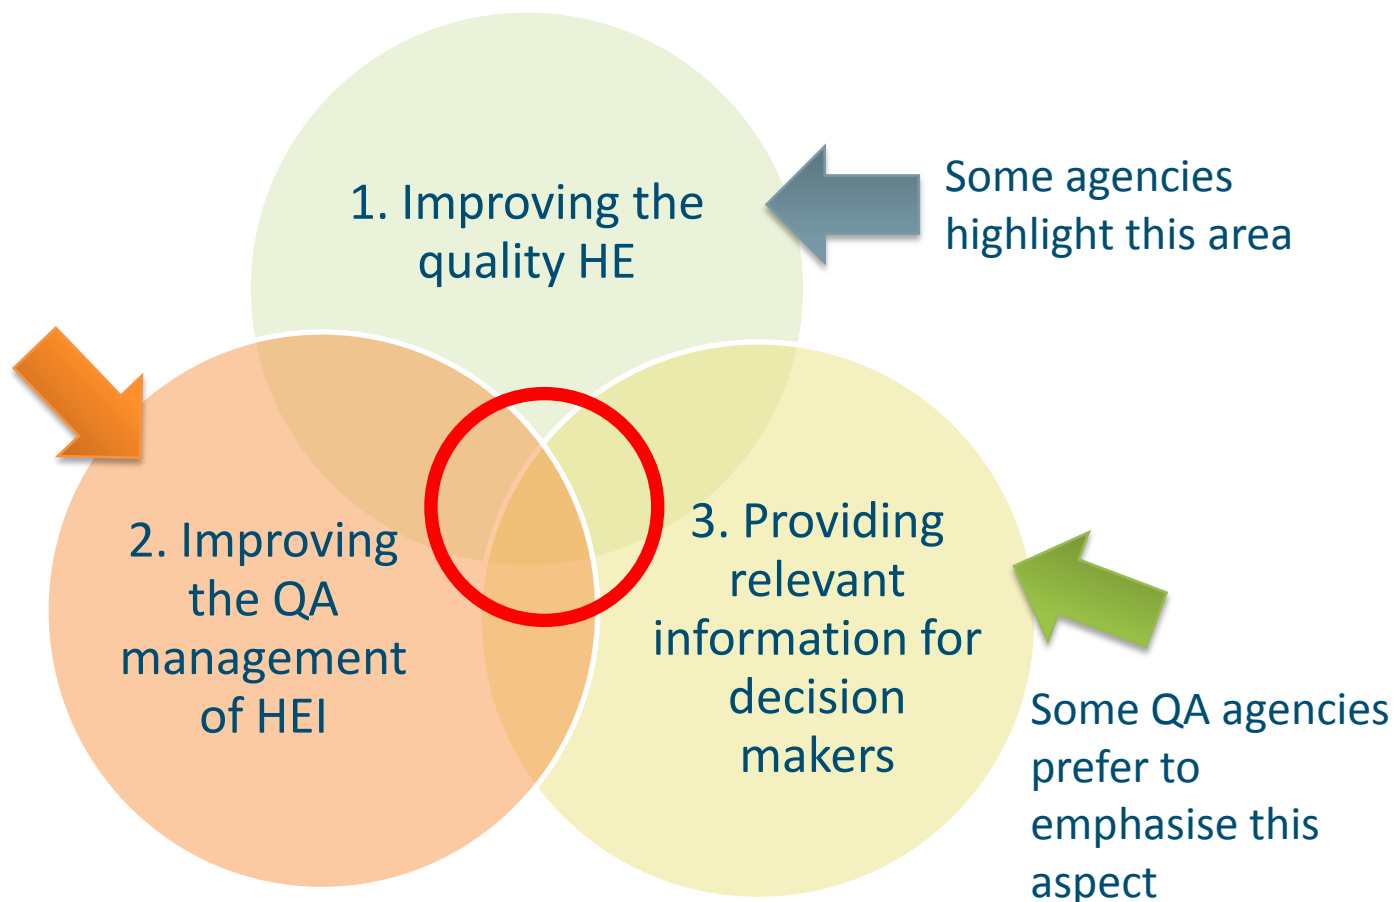 1. Improving the
quality HE
Some agencies
highlight this area
2. Improving
the QA
management
of HEI
3. Providing
relevant
information for
decision
makers
Some QA agencies
prefer to
emphasise this
aspect